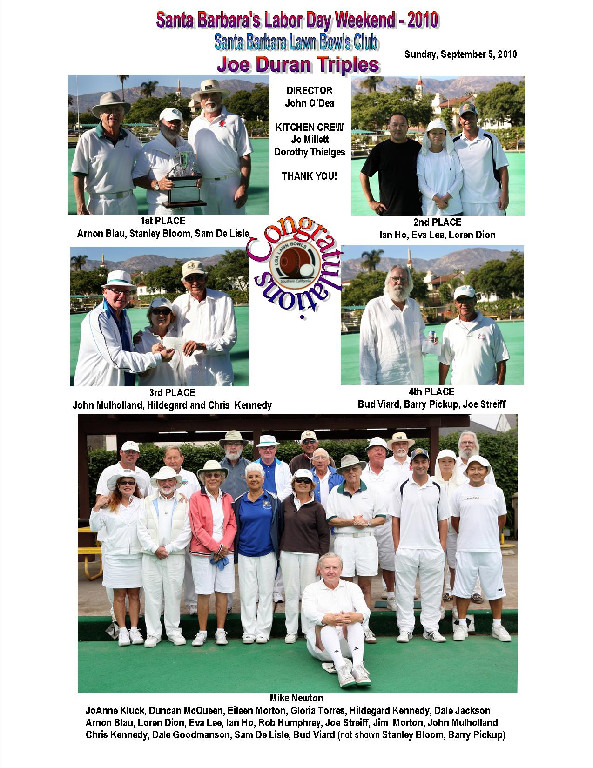 Santa Barbara's Labor Day Weekend - 2010
Santa Barbara Lawn Bowls Club
Joe Duran Triples
Sunday, September 5, 2010
DIRECTOR
John O'Dea
KITCHEN CREW
Jo Millett
Dorothy Thielges
THANK YOU!
1st PLACE
Arnon Blau, Stanley Bloom, Sam De Lisle
2nd PLACE
Ian Ho, Eva Lee, Loren Dion
Congratulations
USA LAWN BOWLS
3rd PLACE
John Mulholland, Hildegard and Chris Kennedy
4th PLACE
Bud Viard, Barry Pickup, Joe Streiff
Mike Newton
JoAnne Kluck, Duncan McQueen, Eileen Morton, Gloria Torres, Hildegard Kennedy, Dale Jackson
Arnon Blau, Loren Dion, Eva Lee, Ian Ho, Rob Humphrey, Joe Streiff, Jim Morton, John Mulholland
Chris Kennedy, Dale Goodmanson, Sam De Lisle, Bud Viard (not shown Stanley Bloom, Barry Pickup)